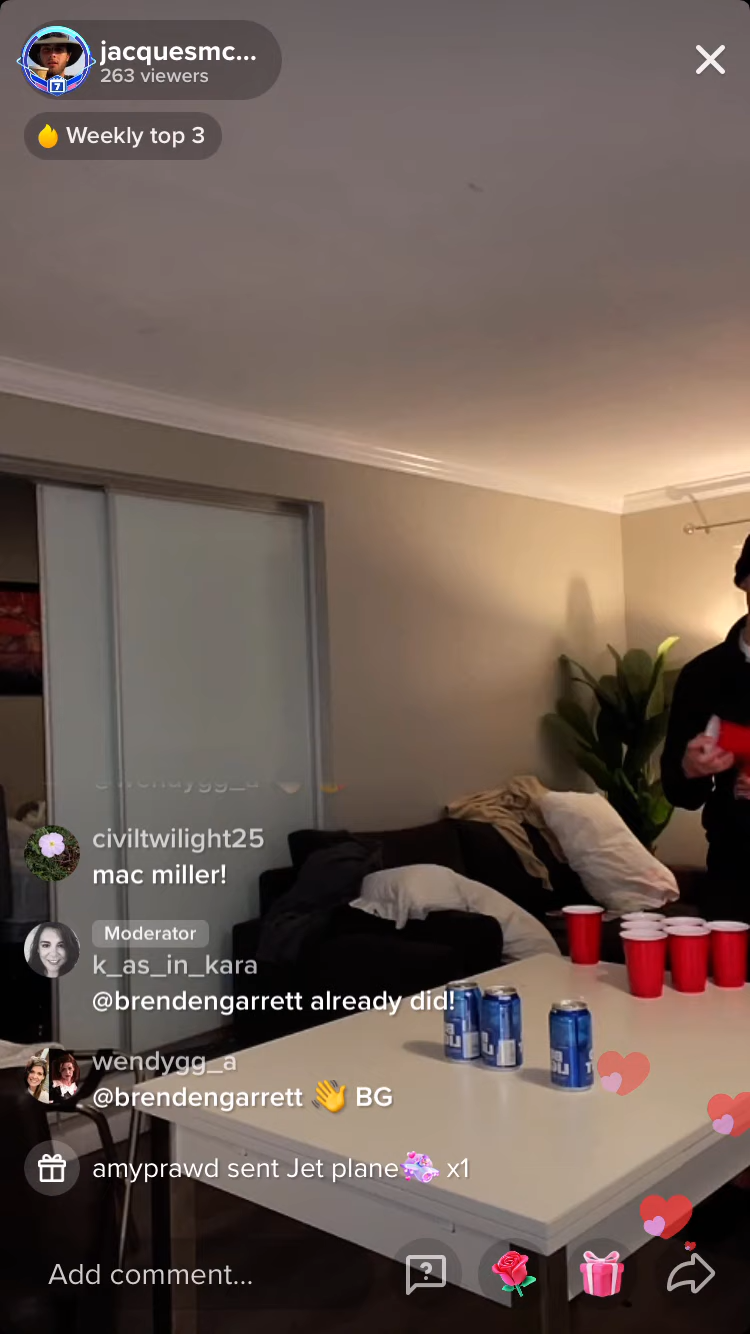 jacquesmc...
263 viewers
7
Weekly top 3
civiltwilight25
mac miller!
Moderator
k_as_in_kara
@brendengarrett already did!
wendygg_a
@brendengarrett 👋 BG
amyprawd sent Jet plane x1
Add comment...